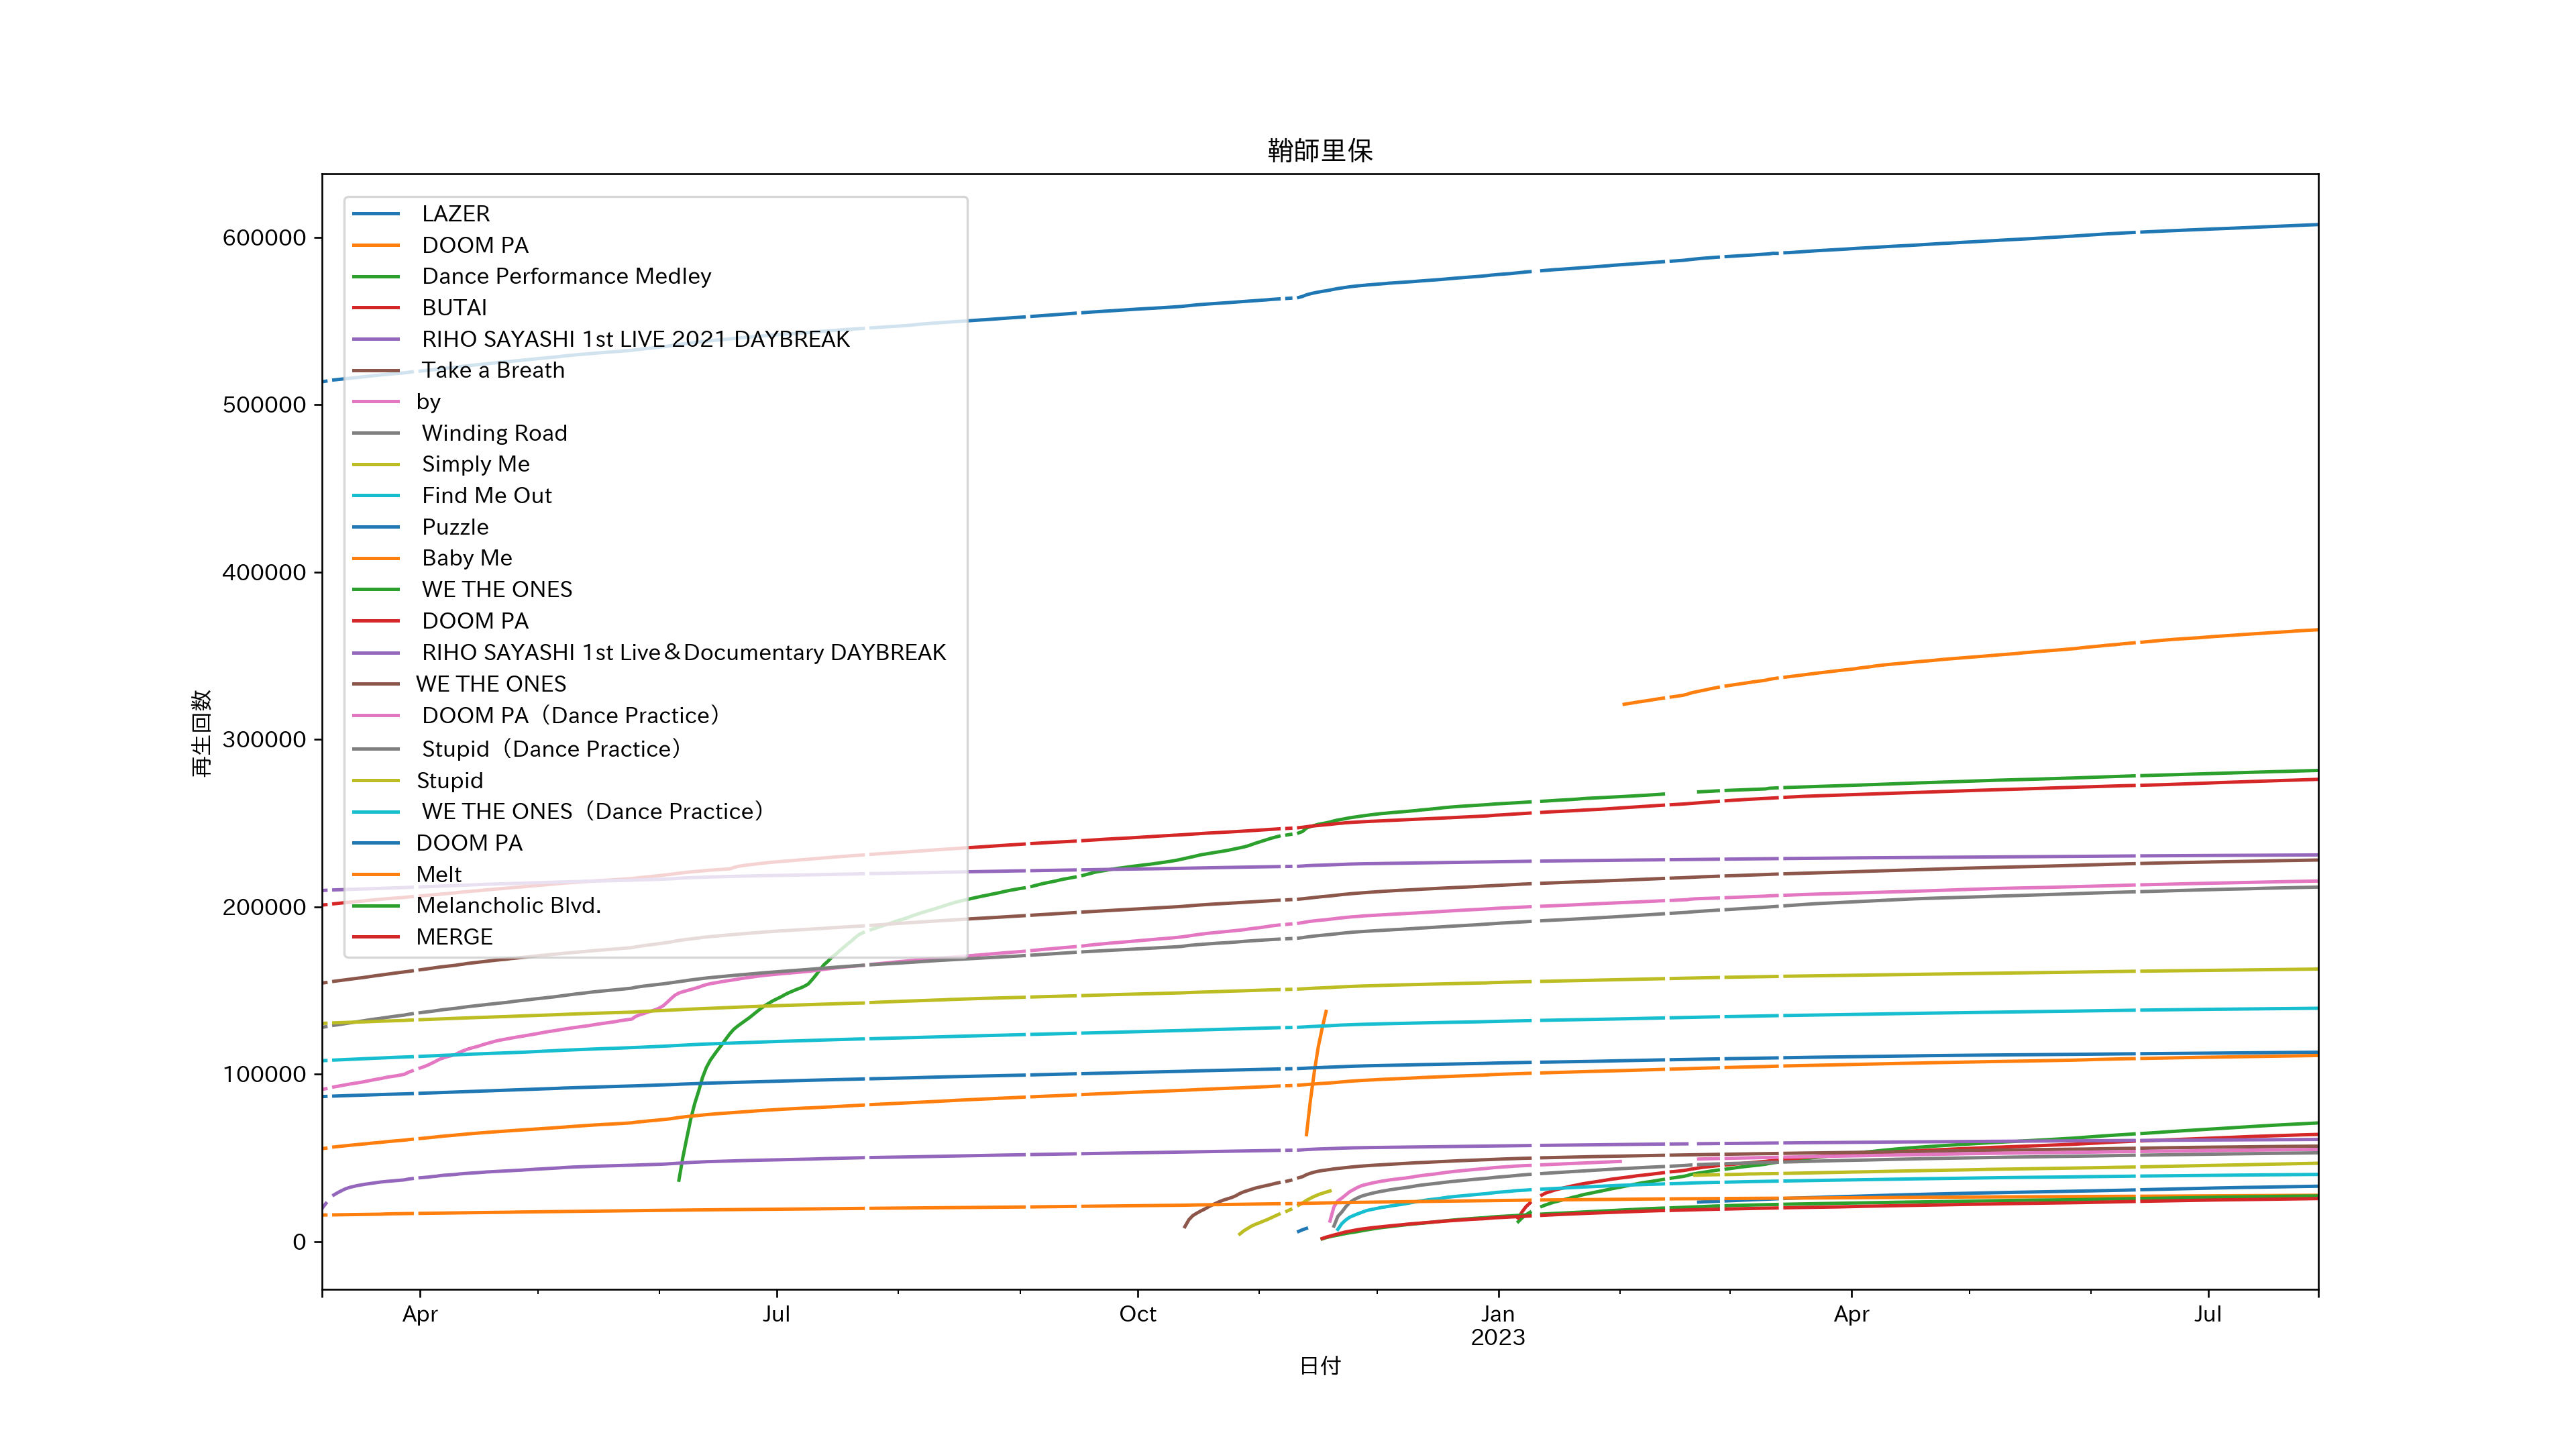 鞘師里保
LAZER
DOOM PA
Dance Performance Medley
BUTAI
RIHO SAYASHI 1st LIVE 2021 DAYBREAK
Take a Breath
by
Winding Road
Simply Me
Find Me Out
Puzzle
Baby Me
WE THE ONES
DOOM PA
RIHO SAYASHI 1st Live＆Documentary DAYBREAK
WE THE ONES
DOOM PA（Dance Practice）
Stupid（Dance Practice）
Stupid
WE THE ONES（Dance Practice）
DOOM PA
Melt
Melancholic Blvd.
MERGE
再生回数
600000
500000
400000
300000
200000
100000
0
Apr
Jul
Oct
Jan
2023
Apr
Jul
日付